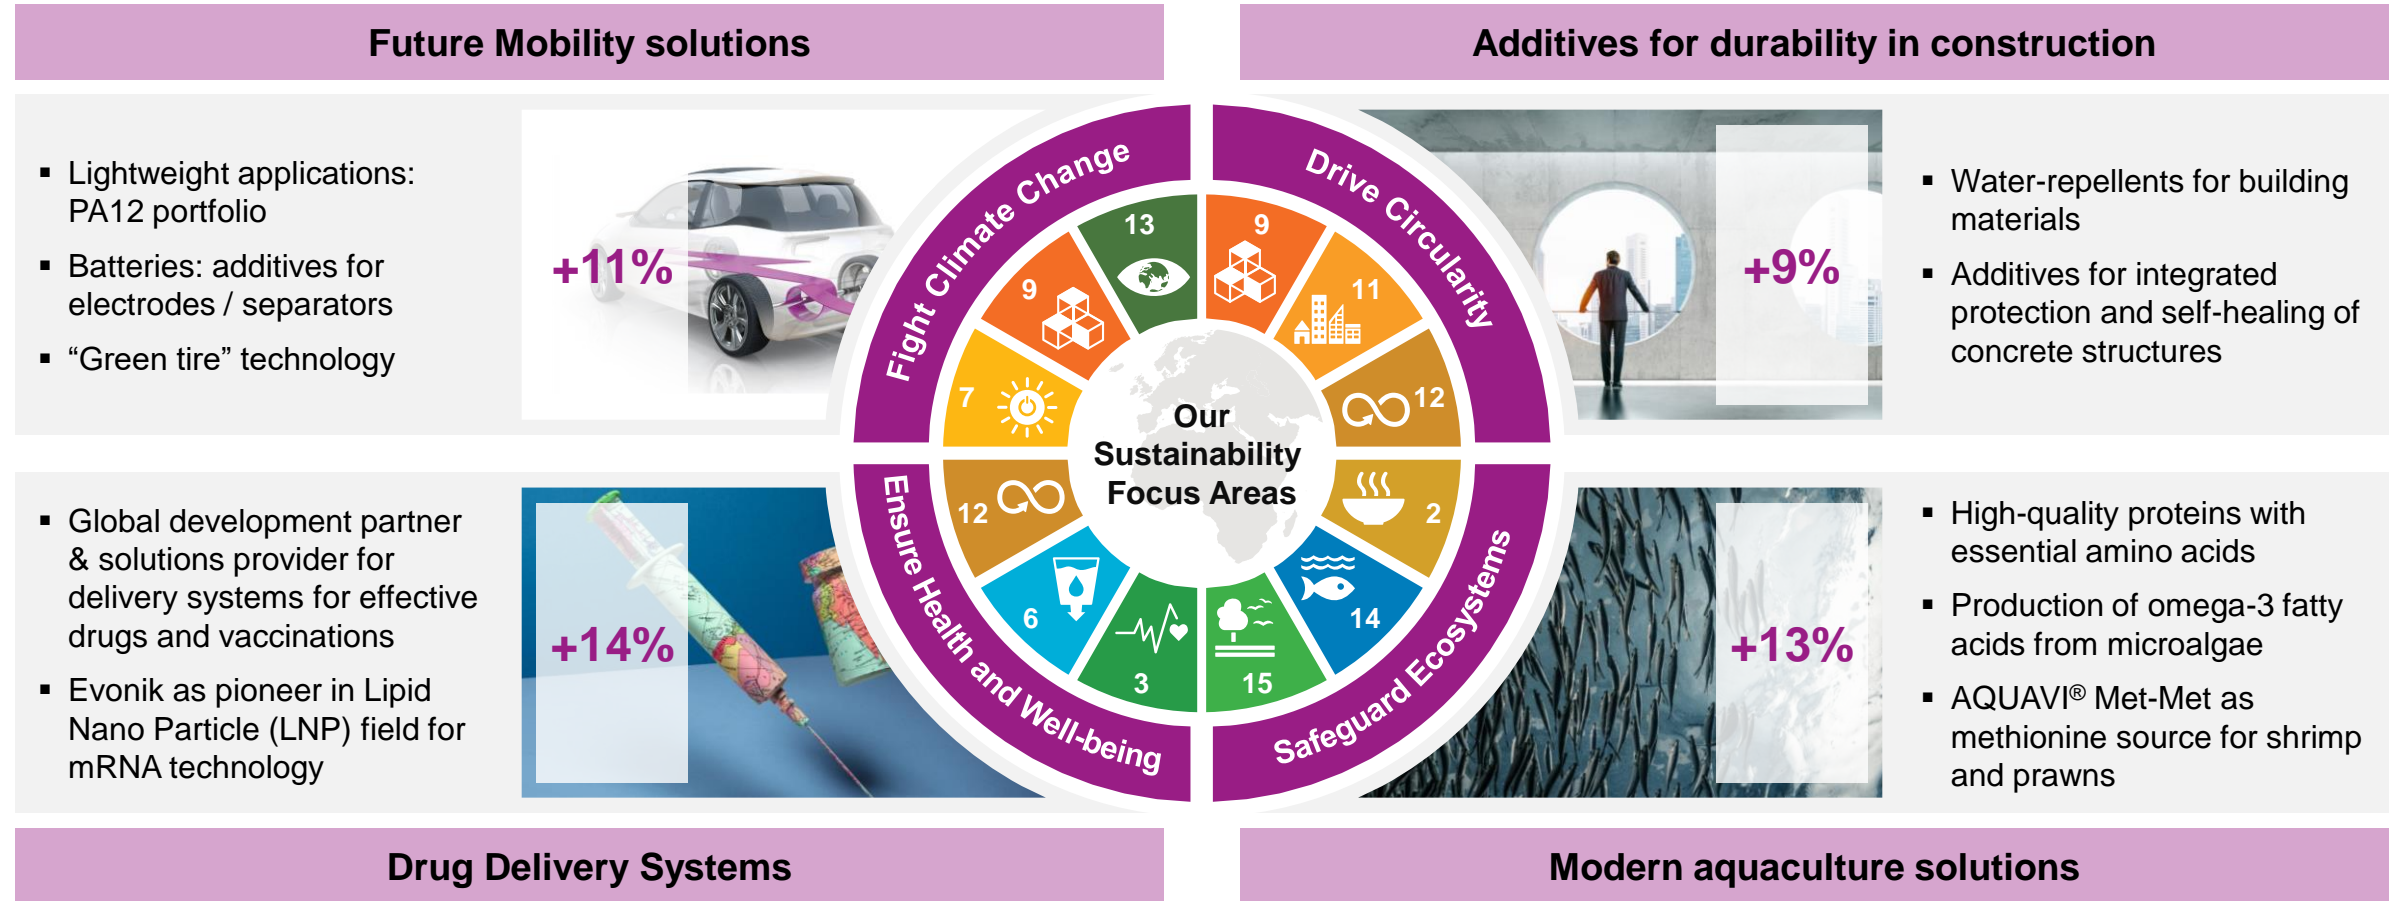 Future Mobility solutions
Additives for durability in construction
▪ Lightweight applications:
PA12 portfolio
▪ Batteries: additives for
electrodes / separators
▪ “Green tire” technology
+11%
Fight Climate Change
Drive Circularity
+9%
▪ Water-repellents for building
materials
▪ Additives for integrated
protection and self-healing of
concrete structures
13
9
9
11
7
12
Our
Sustainability
Focus Areas
12
2
6
14
3
15
▪ Global development partner
& solutions provider for
delivery systems for effective
drugs and vaccinations
▪ Evonik as pioneer in Lipid
Nano Particle (LNP) field for
mRNA technology
+14%
Ensure Health and Well-being
Safeguard Ecosystems
+13%
▪ High-quality proteins with
essential amino acids
▪ Production of omega-3 fatty
acids from microalgae
▪ AQUAVI® Met-Met as
methionine source for shrimp
and prawns
Drug Delivery Systems
Modern aquaculture solutions